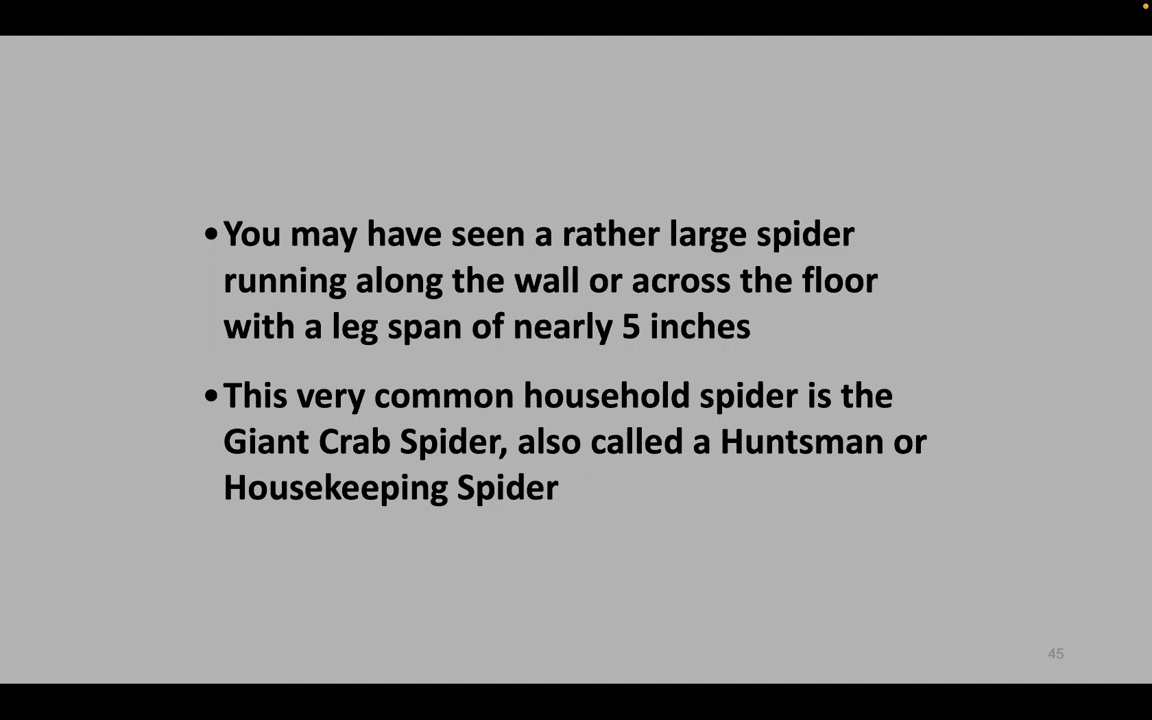 •You may have seen a rather large spider
running along the wall or across the floor
with a leg span of nearly 5 inches
•This very common household spider is the
Giant Crab Spider, also called a Huntsman or
Housekeeping Spider
45